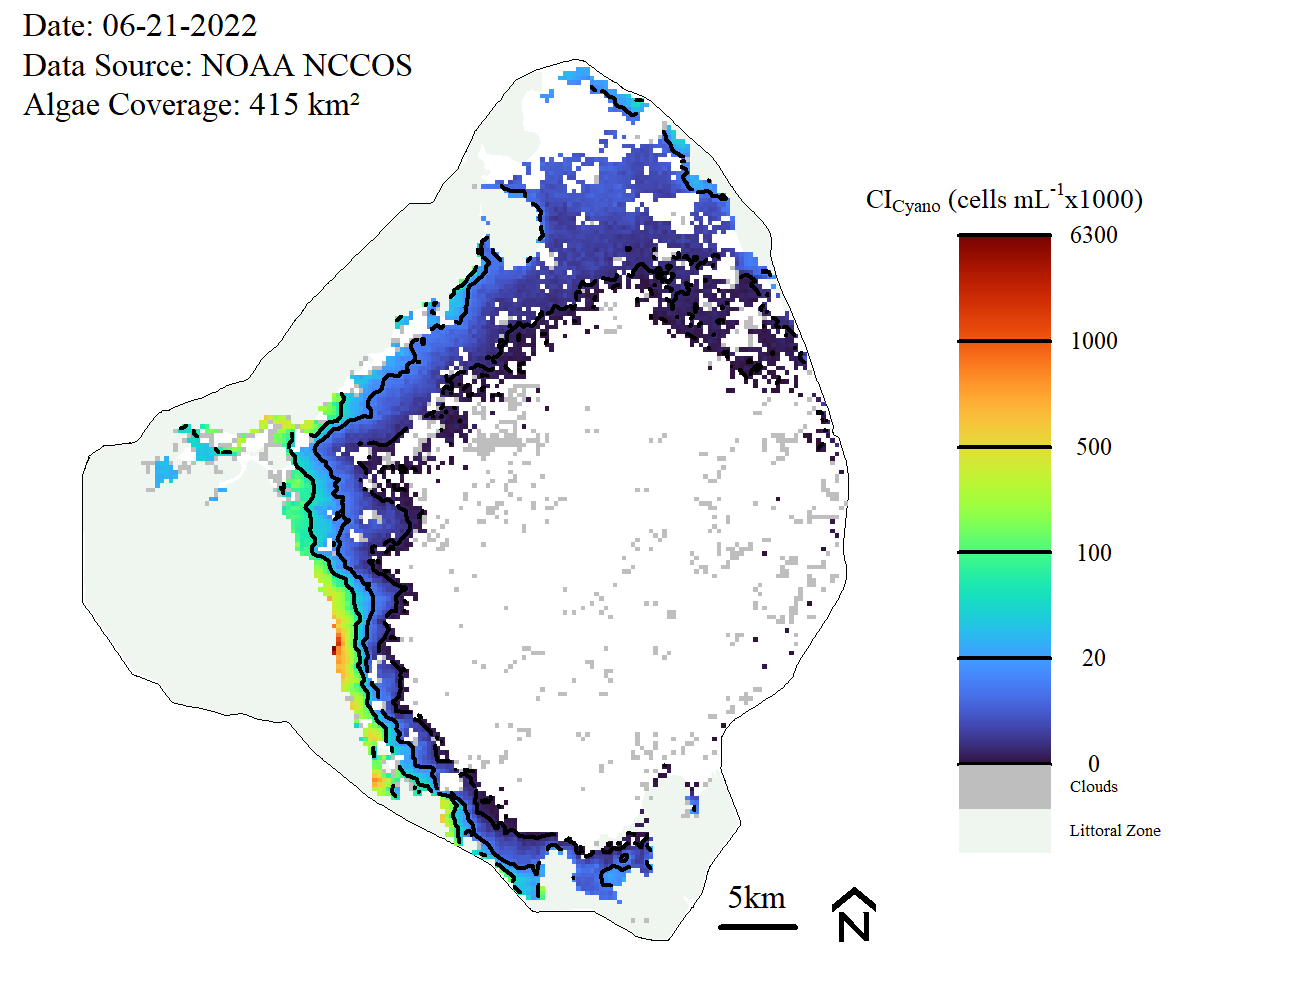 Date: 06-21-2022
Data Source: NOAA NCCOS
Algae Coverage: 415 km²
CI_Cyano (cells mL⁻¹x1000)
6300
1000
500
100
20
0
Clouds
Littoral Zone
5km
N